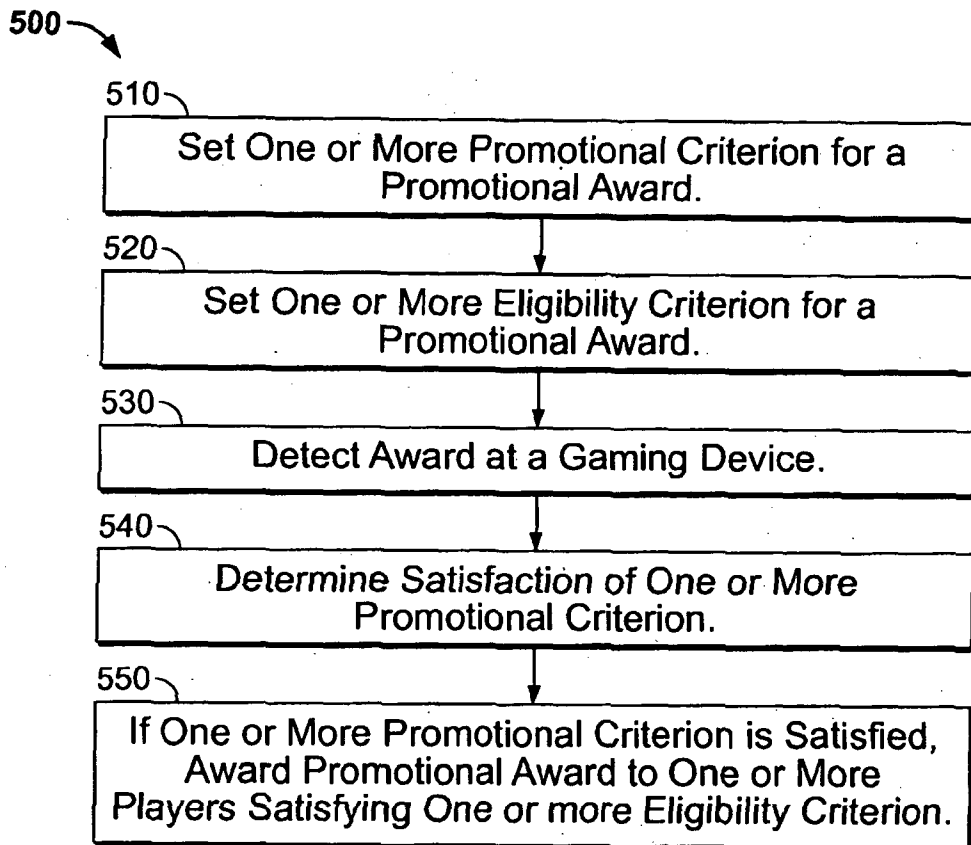 500
510
Set One or More Promotional Criterion for a
Promotional Award.
520
Set One or More Eligibility Criterion for a
Promotional Award.
530
Detect Award at a Gaming Device.
540
Determine Satisfaction of One or More
Promotional Criterion.
550
If One or More Promotional Criterion is Satisfied,
Award Promotional Award to One or More
Players Satisfying One or more Eligibility Criterion.